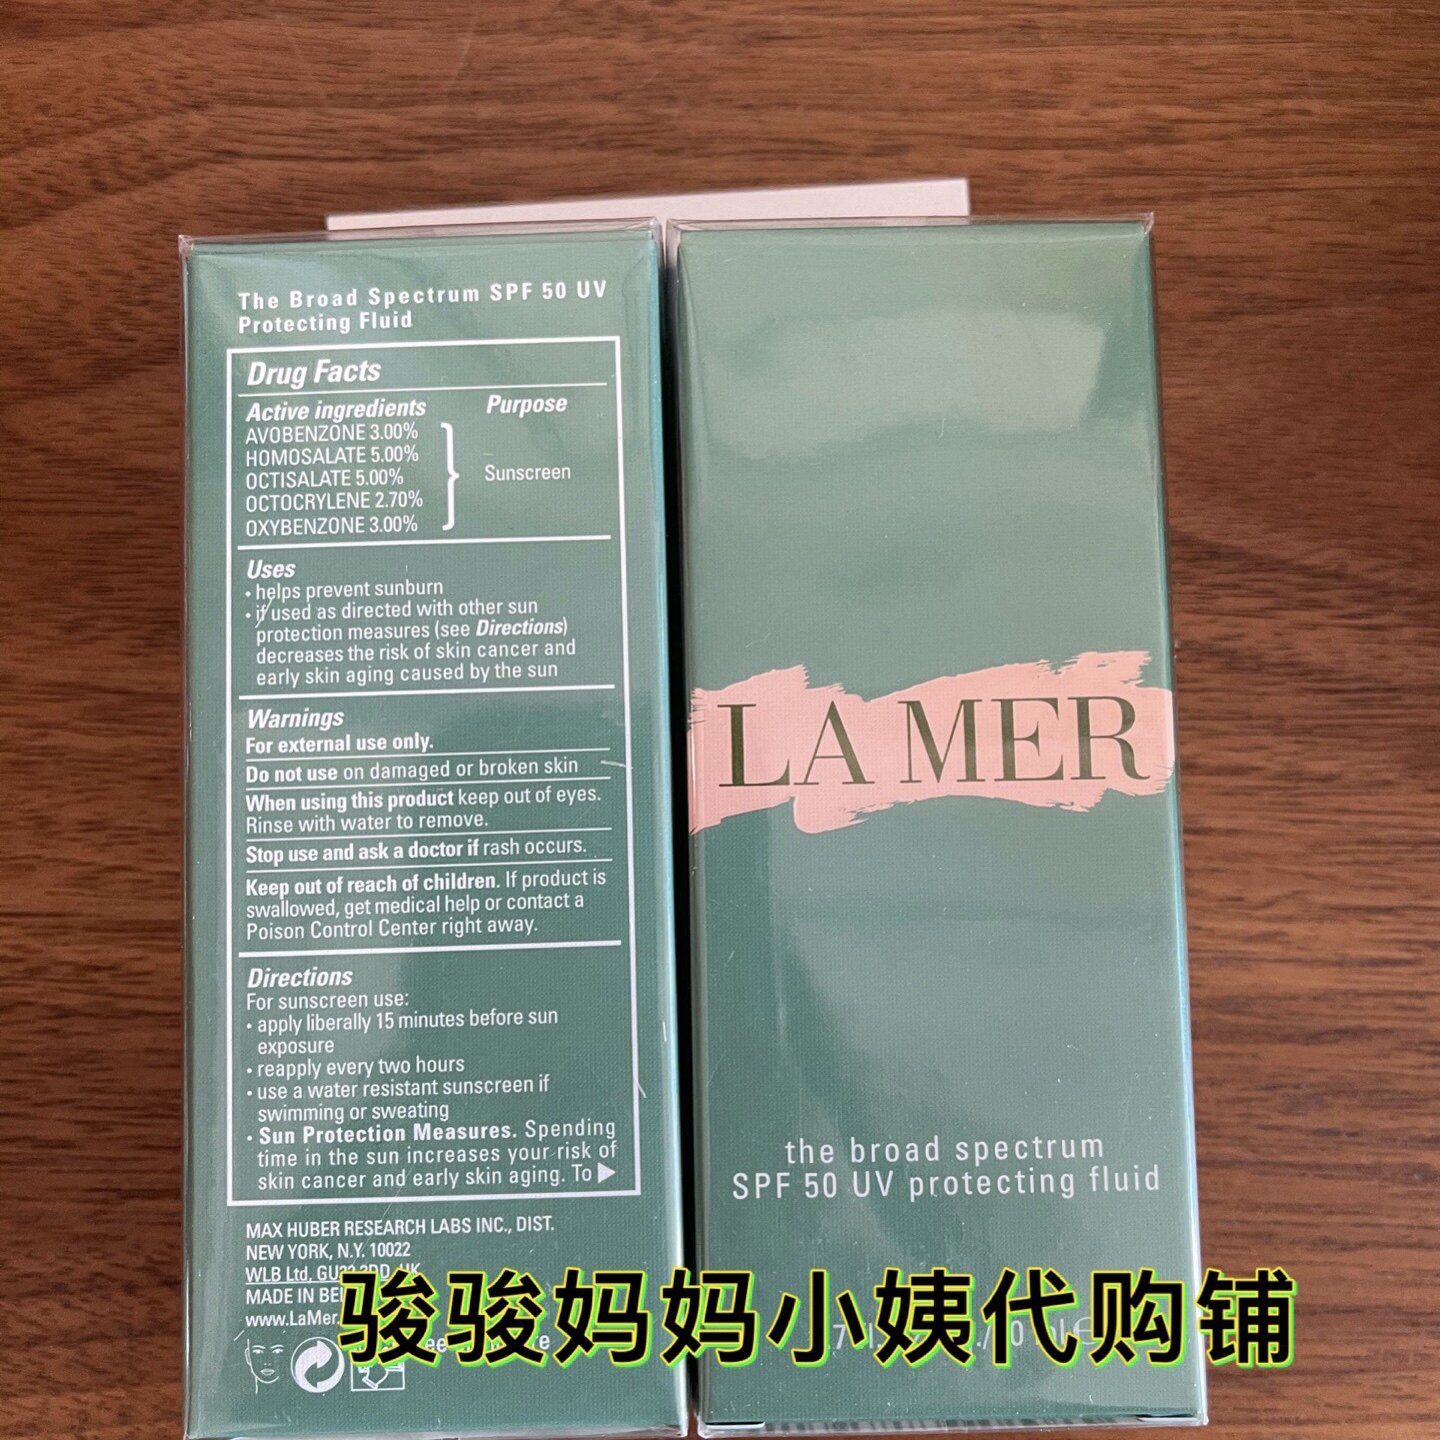 The Broad Spectrum SPF 50 UV
Protecting Fluid
Drug Facts
Active ingredients Purpose
AVOBENZONE 3.00%
HOMOSALATE 5.00%
OCTISALATE 5.00%
OCTOCRYLENE 2.70%
OXYBENZONE 3.00%
Sunscreen
Uses
• helps prevent sunburn
• if used as directed with other sun
protection measures (see Directions)
decreases the risk of skin cancer and
early skin aging caused by the sun
Warnings
For external use only.
Do not use on damaged or broken skin
When using this product keep out of eyes.
Rinse with water to remove.
Stop use and ask a doctor if rash occurs.
Keep out of reach of children. If product is
swallowed, get medical help or contact a
Poison Control Center right away.
Directions
For sunscreen use:
• apply liberally 15 minutes before sun
exposure
• reapply every two hours
• use a water resistant sunscreen if
swimming or sweating
• Sun Protection Measures. Spending
time in the sun increases your risk of
skin cancer and early skin aging. To
MAX HUBER RESEARCH LABS INC., DIST.
NEW YORK, N.Y. 10022
WLB Ltd,
MADE IN
www.LaMer.
LA MER
the broad spectrum
SPF 50 UV protecting fluid
骏骏妈妈小姨代购铺